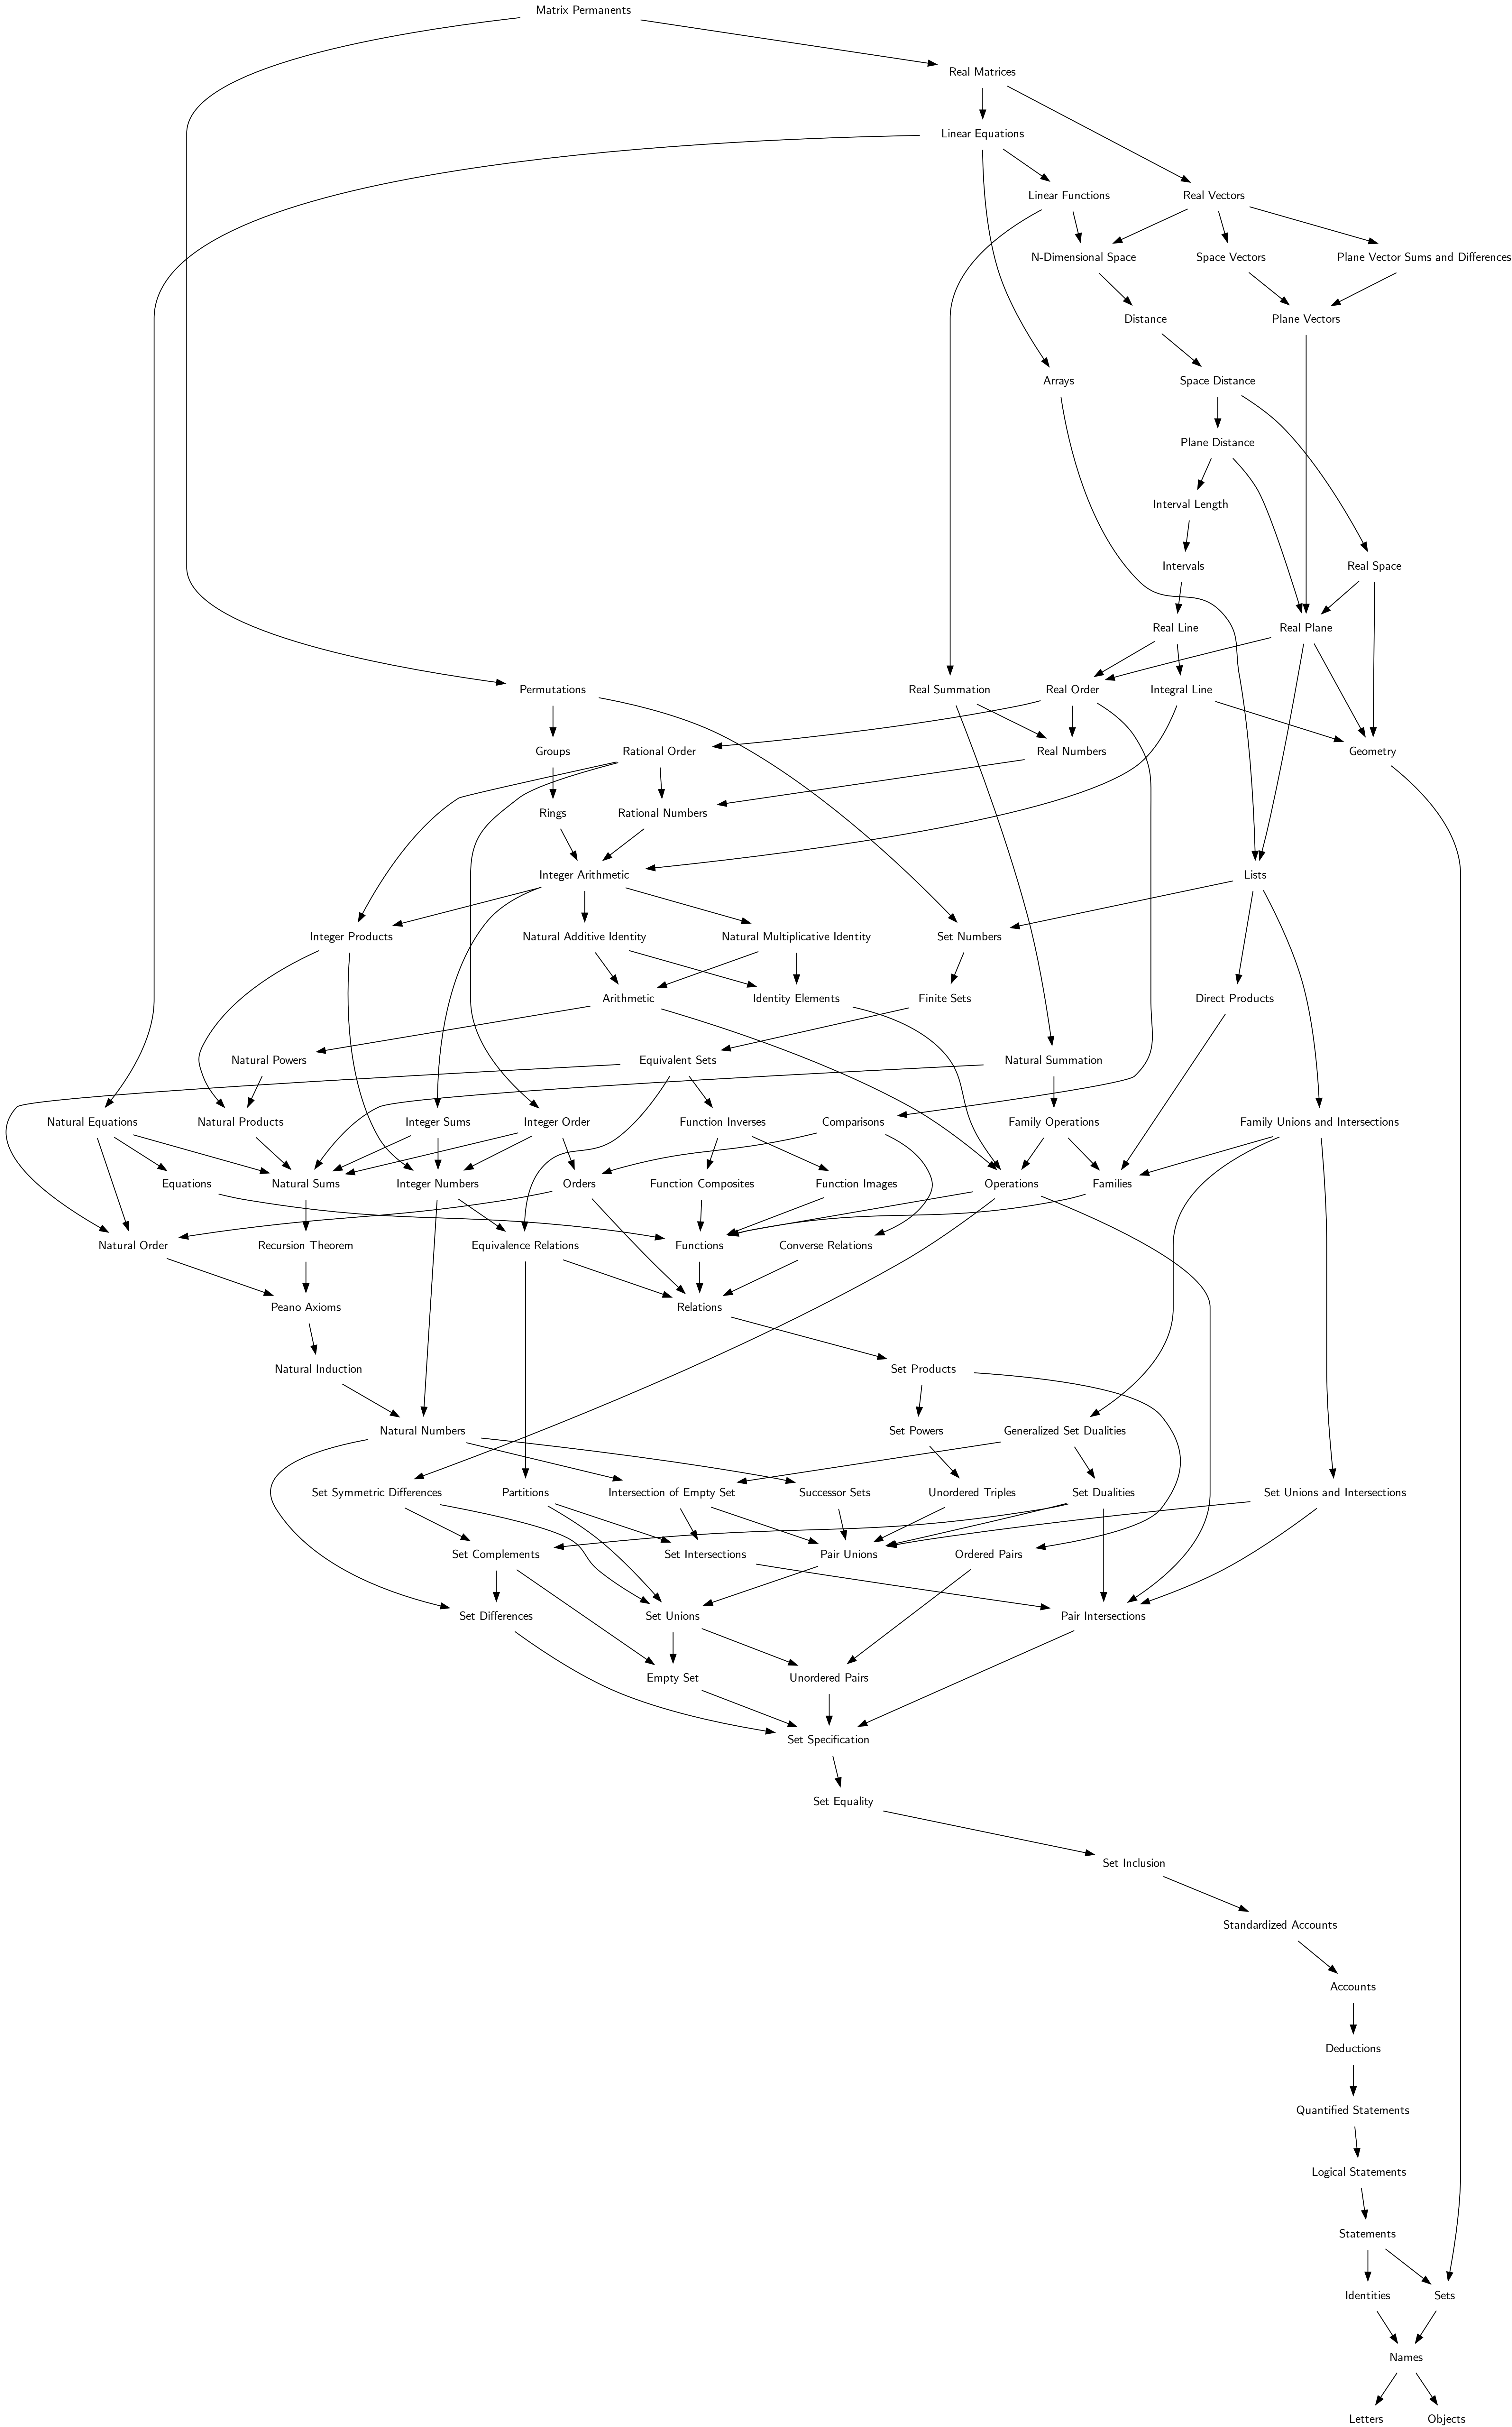 Matrix Permanents
Real Matrices
Linear Equations
Linear Functions
Real Vectors
N-Dimensional Space
Space Vectors
Plane Vector Sums and Differences
Distance
Plane Vectors
Arrays
Space Distance
Plane Distance
Interval Length
Intervals
Real Space
Real Line
Real Plane
Permutations
Real Summation
Real Order
Integral Line
Groups
Rational Order
Real Numbers
Geometry
Rings
Rational Numbers
Integer Arithmetic
Lists
Integer Products
Natural Additive Identity
Natural Multiplicative Identity
Set Numbers
Arithmetic
Identity Elements
Finite Sets
Direct Products
Natural Powers
Equivalent Sets
Natural Summation
Natural Equations
Natural Products
Integer Sums
Integer Order
Function Inverses
Comparisons
Family Operations
Family Unions and Intersections
Equations
Natural Sums
Integer Numbers
Orders
Function Composites
Function Images
Operations
Families
Natural Order
Recursion Theorem
Equivalence Relations
Functions
Converse Relations
Peano Axioms
Relations
Natural Induction
Set Products
Natural Numbers
Set Powers
Generalized Set Dualities
Set Symmetric Differences
Partitions
Intersection of Empty Set
Successor Sets
Unordered Triples
Set Dualities
Set Unions and Intersections
Set Complements
Set Intersections
Pair Unions
Ordered Pairs
Set Differences
Set Unions
Pair Intersections
Empty Set
Unordered Pairs
Set Specification
Set Equality
Set Inclusion
Standardized Accounts
Accounts
Deductions
Quantified Statements
Logical Statements
Statements
Identities
Sets
Names
Letters
Objects